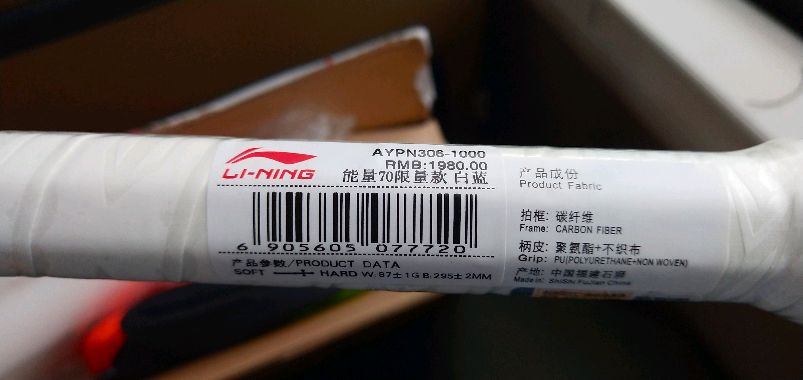 LI-NING
AYPN306-1000
RMB:1980.00
能量70限量款 白蓝
6 905605 077720
产品参数/PRODUCT DATA
SOFT HARD W:87±1G B:295±2MM
产品成份
Product Fabric
拍框: 碳纤维
Frame: CARBON FIBER
柄皮: 聚氨酯+不织布
Grip: PU(POLYURETHANE+NON WOVEN)
产地: 中国福建石狮
Made in: ShiShi Fujian China